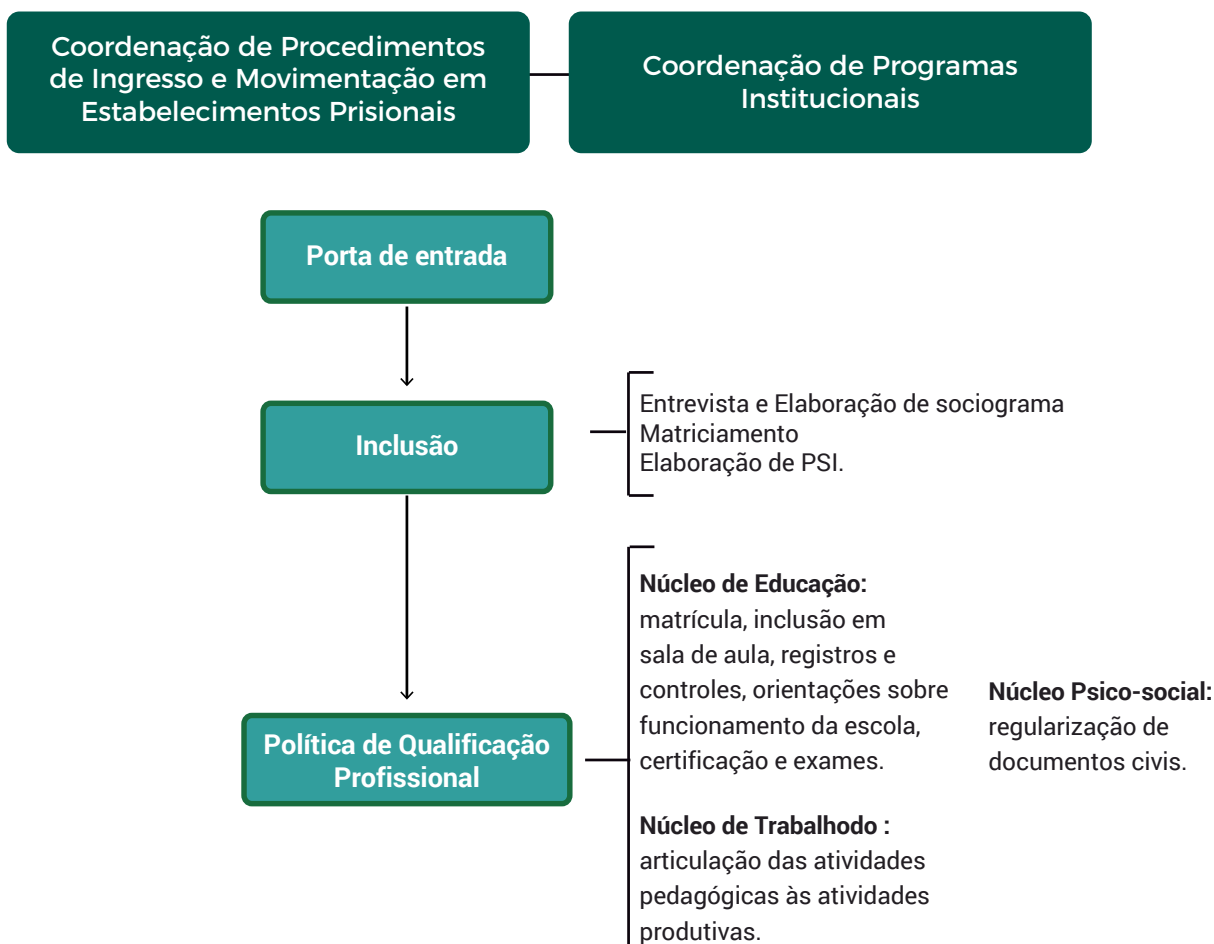 Coordenação de Procedimentos
de Ingresso e Movimentação em
Estabelecimentos Prisionais
Coordenação de Programas
Institucionais
Porta de entrada
Inclusão
Entrevista e Elaboração de sociograma
Matriciamento
Elaboração de PSI.
Política de Qualificação
Profissional
Núcleo de Educação:
matrícula, inclusão em
sala de aula, registros e
controles, orientações sobre
funcionamento da escola,
certificação e exames.
Núcleo de Trabalhodo :
articulação das atividades
pedagógicas às atividades
produtivas.
Núcleo Psico-social:
regularização de
documentos civis.